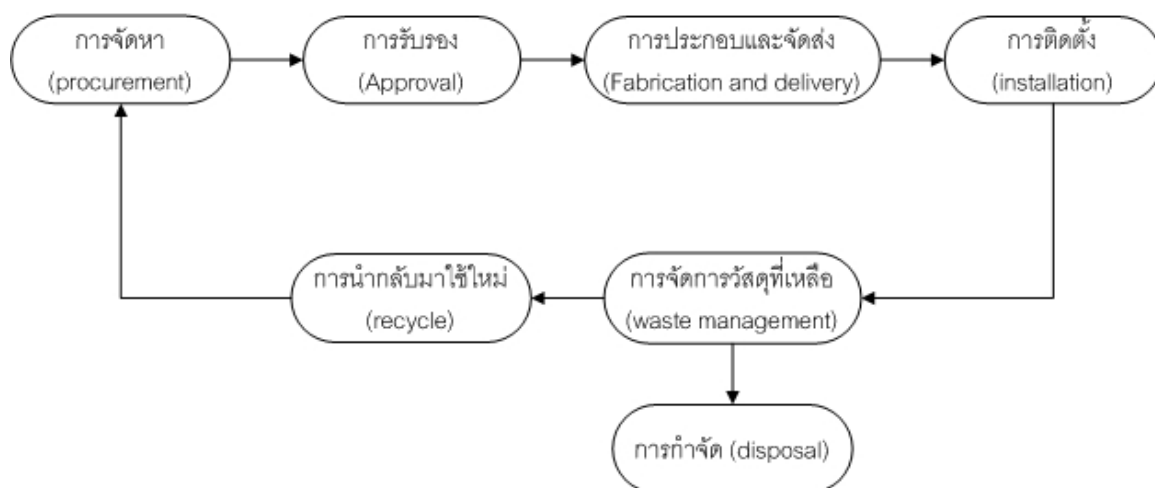 การจัดหา
(procurement)
การรับรอง
(Approval)
การประกอบและจัดส่ง
(Fabrication and delivery)
การติดตั้ง
(installation)
การนำกลับมาใช้ใหม่
(recycle)
การจัดการวัสดุที่เหลือ
(waste management)
การกำจัด (disposal)